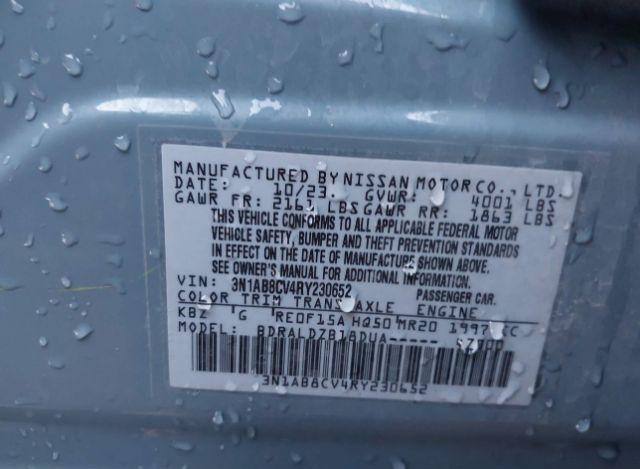 MANUFACTURED BY NISSAN MOTOR CO., LTD.
DATE: 10/23 GVWR: 4001 LBS
GAWR FR: 2161 LBS GAWR RR: 1863 LBS
THIS VEHICLE CONFORMS TO ALL APPLICABLE FEDERAL MOTOR
VEHICLE SAFETY, BUMPER AND THEFT PREVENTION STANDARDS
IN EFFECT ON THE DATE OF MANUFACTURE SHOWN ABOVE.
SEE OWNER'S MANUAL FOR ADDITIONAL INFORMATION.
VIN: 3N1AB8CV4RY230652 PASSENGER CAR.
COLOR TRIM TRANS AXLE ENGINE
KBZ G RE0F15A HQ50 MR20 1997 CC
MODEL: BDRALDZB18DUA-----
3N1AB8CV4RY230652